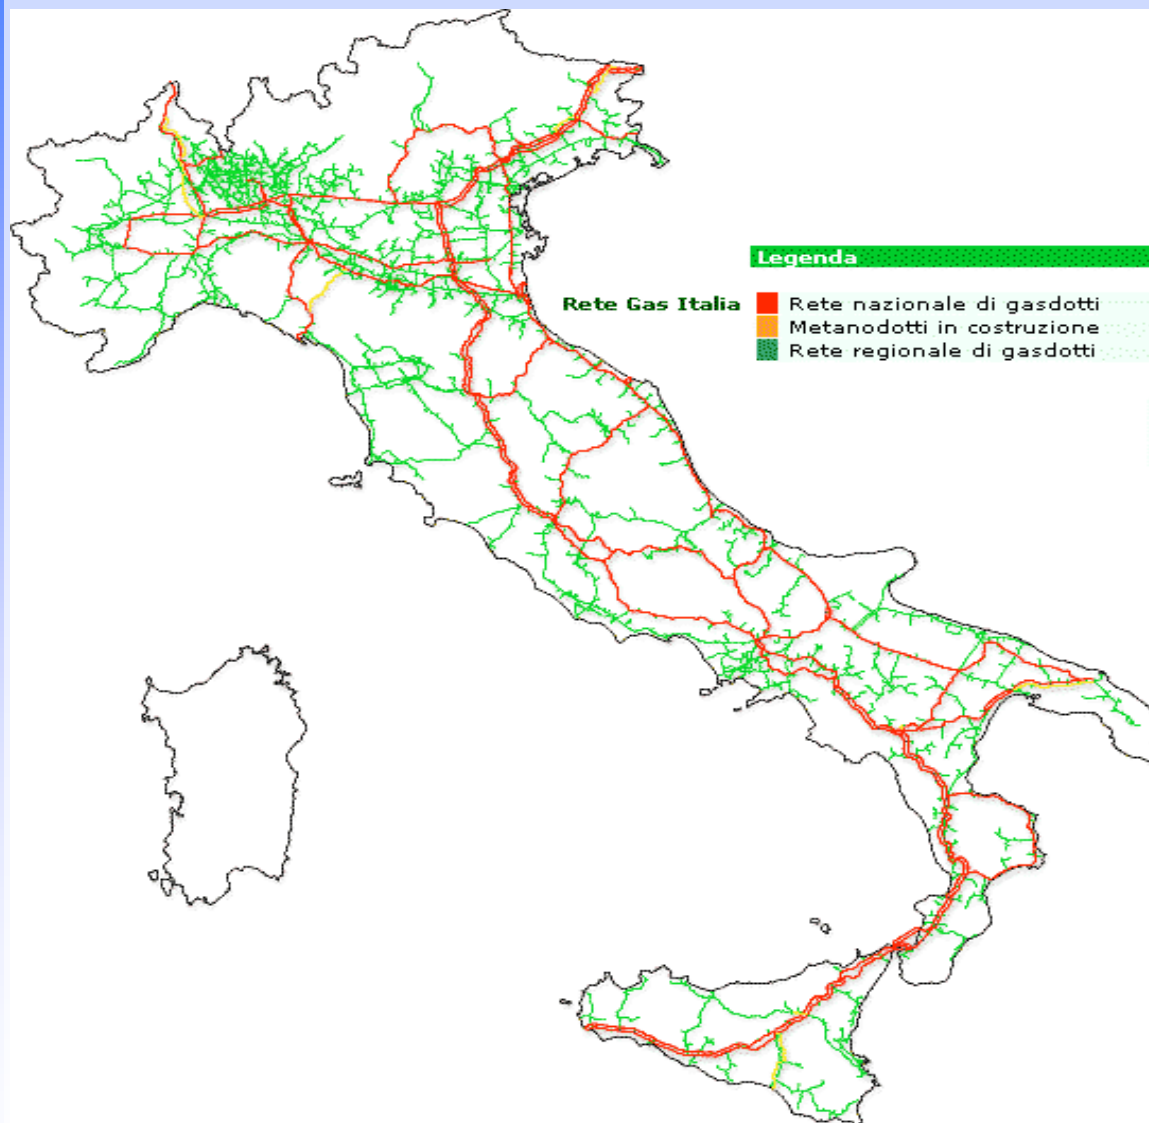 Legenda
Rete Gas Italia
Rete nazionale di gasdotti
Metanodotti in costruzione
Rete regionale di gasdotti